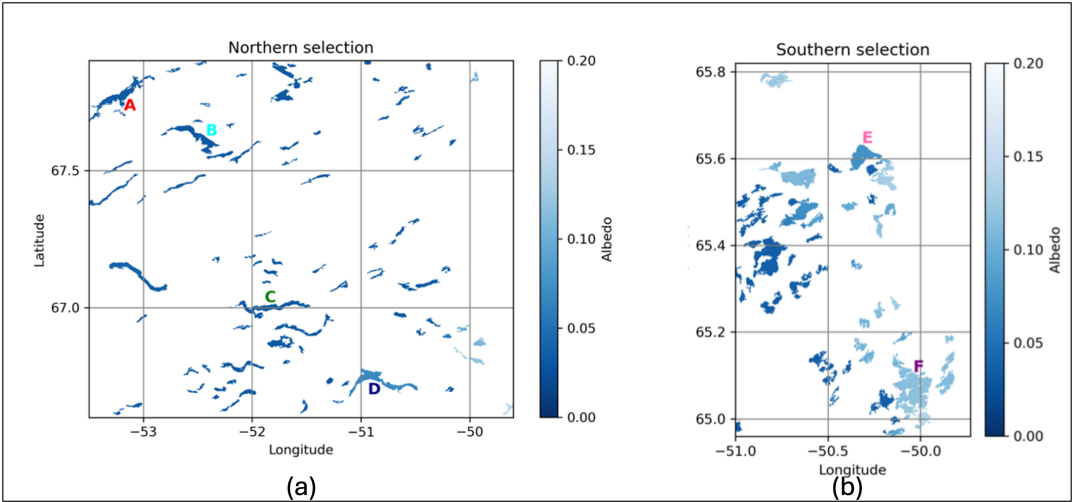 Northern selection
A
B
C
D
67.5
67.0
Latitude
−53
−52
−51
−50
Longitude
0.20
0.15
0.10
0.05
0.00
Albedo
(a)
Southern selection
65.8
65.6
65.4
65.2
65.0
E
F
−51.0
−50.5
−50.0
Longitude
0.20
0.15
0.10
0.05
0.00
Albedo
(b)